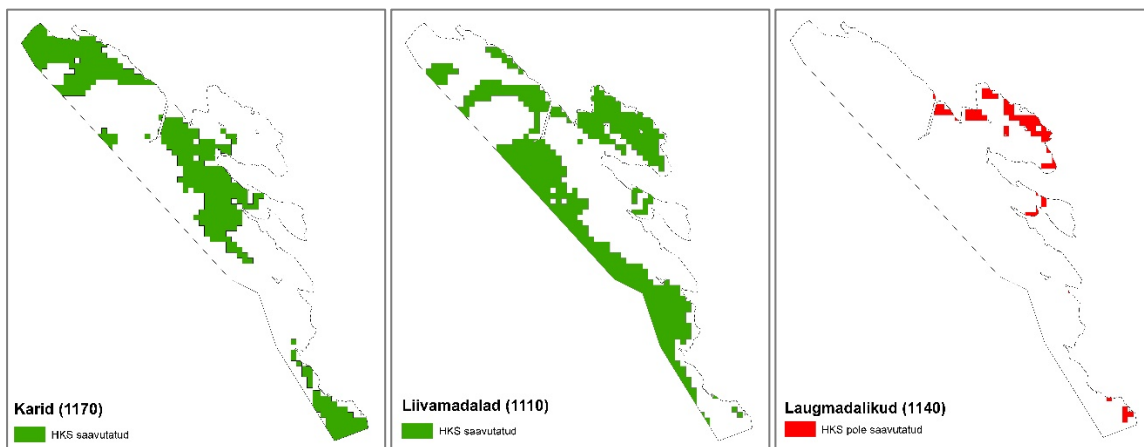 Karid (1170)
HKS saavutatud
Liivamadalad (1110)
HKS saavutatud
Laugmadalikud (1140)
HKS pole saavutatud